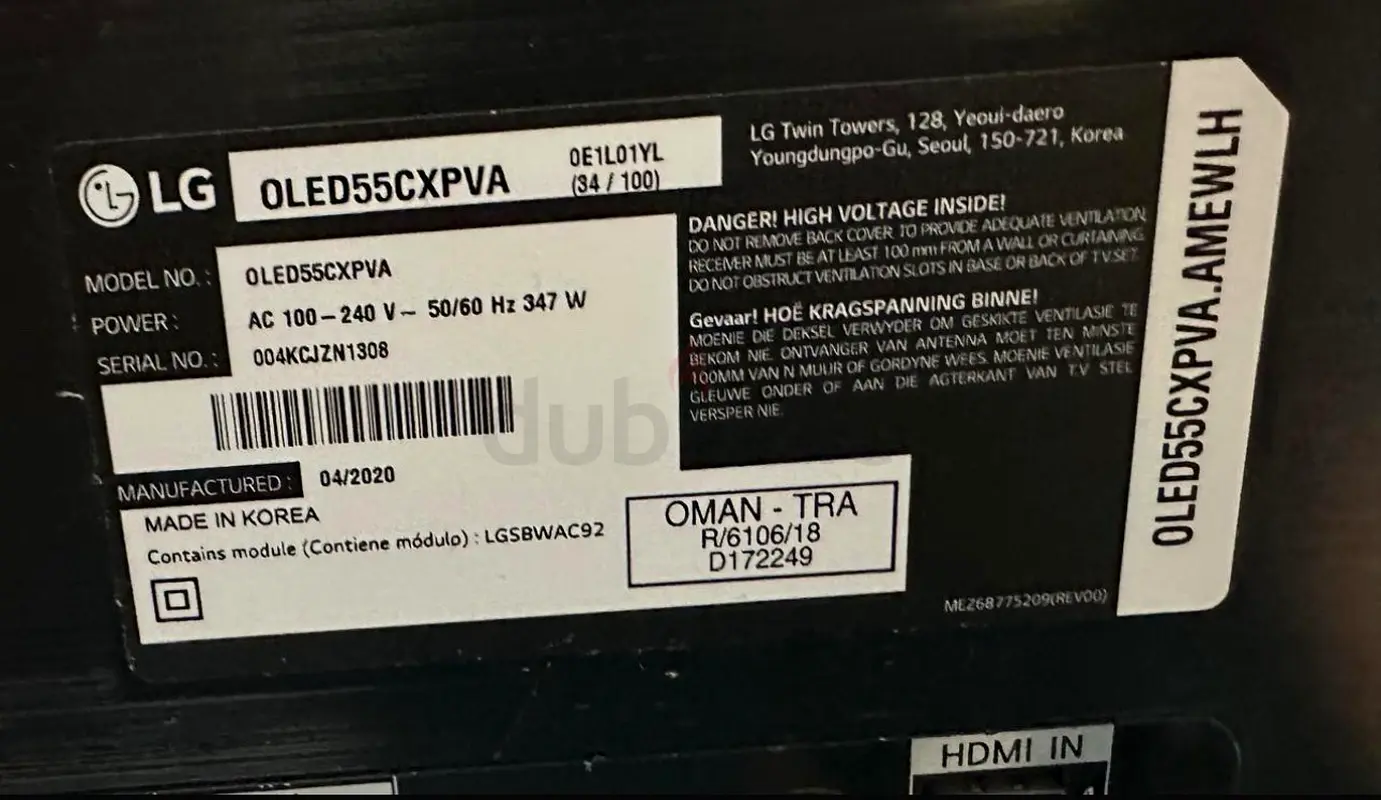 LG
OLED55CXPVA
0E1L01YL
(34 / 100)
MODEL NO. : OLED55CXPVA
POWER : AC 100 – 240 V ~ 50/60 Hz 347 W
SERIAL NO. : 004KCJZN1308
MANUFACTURED : 04/2020
MADE IN KOREA
Contains module (Contiene módulo) : LGSBWAC92
LG Twin Towers, 128, Yeoui-daero
Youngdungpo-Gu, Seoul, 150-721, Korea
DANGER! HIGH VOLTAGE INSIDE!
DO NOT REMOVE BACK COVER TO PROVIDE ADEQUATE VENTILATION,
RECEIVER MUST BE AT LEAST 100 mm FROM A WALL OR CURTAINING.
DO NOT OBSTRUCT VENTILATION SLOTS IN BASE OR BACK OF T.V SET.
Gevaar! HOË KRAGSPANNING BINNE!
MOENIE DIE DEKSEL VERWYDER OM GESKIKTE VENTILASIE TE
BEKOM NIE. ONTVANGER VAN ANTENNA MOET TEN MINSTE
100MM VAN N MUUR OF GORDYNE WEES. MOENIE VENTILASIE
GLEUWE ONDER OF AAN DIE AGTERKANT VAN T.V STEL
VERSPER NIE.
OMAN - TRA
R/6106/18
D172249
MEZ68775209(REV00)
OLED55CXPVA.AMEWLH
HDMI IN
dub